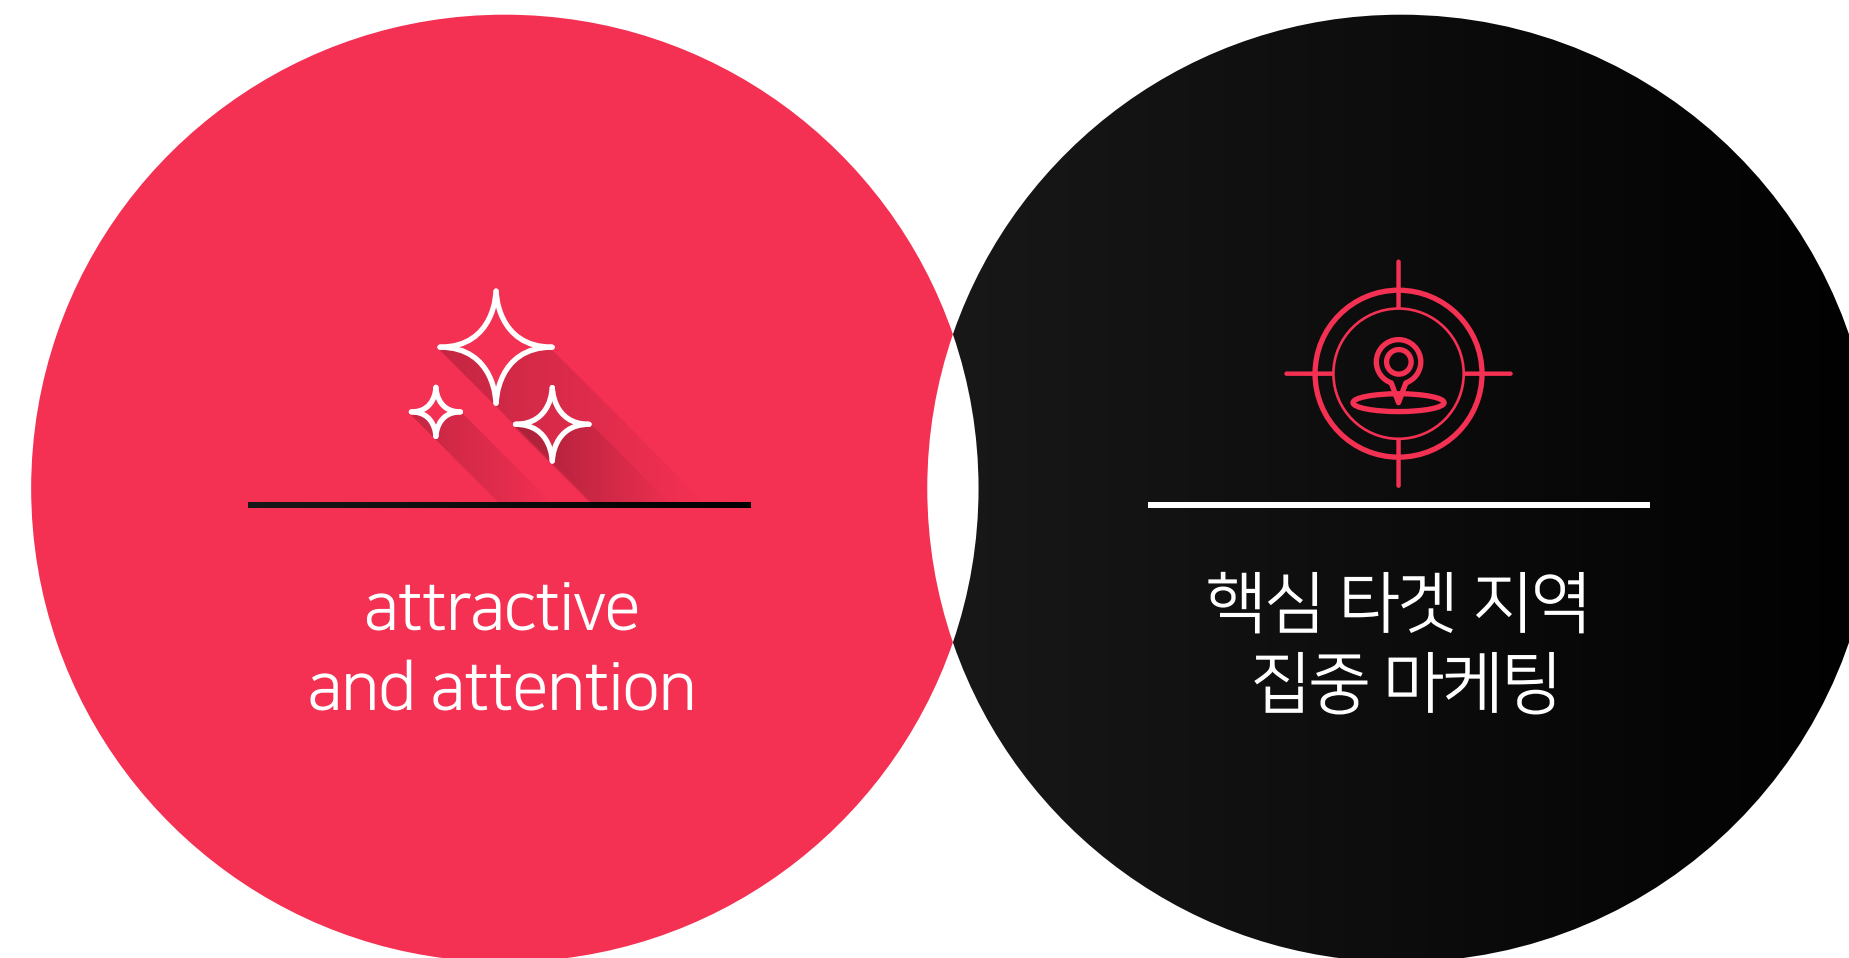 attractive
and attention
핵심 타겟 지역
집중 마케팅